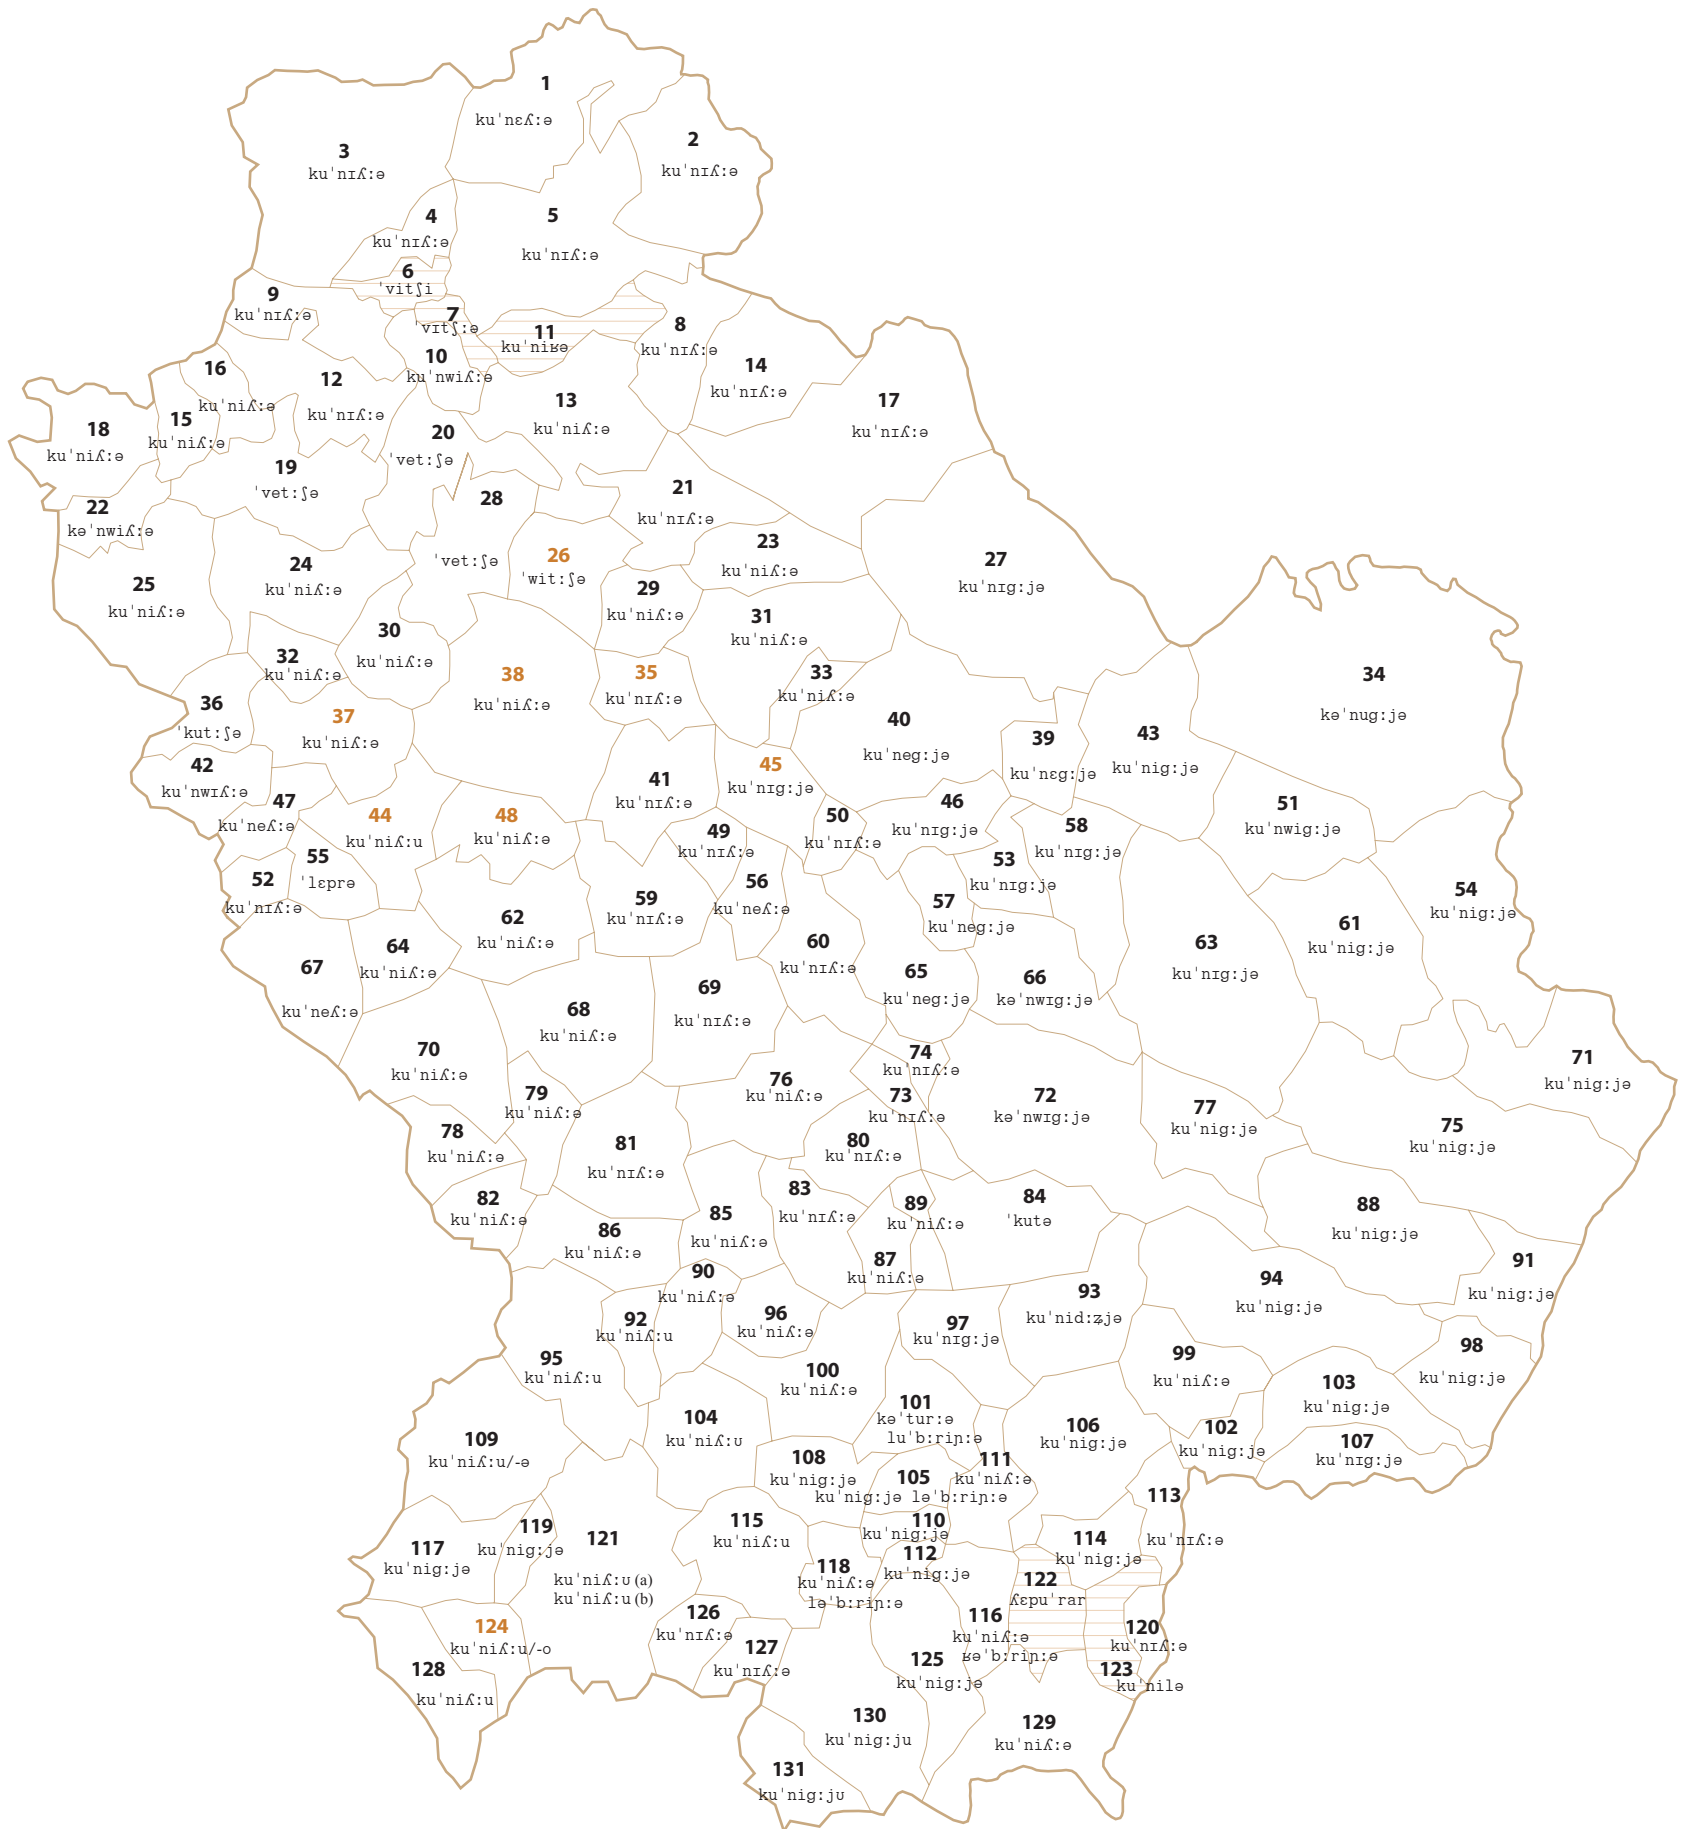 1
kuˈnɛʎːə
2
kuˈnɪʎːə
3
kuˈnɪʎːə
4
kuˈnɪʎːə
5
kuˈnɪʎːə
6
ˈvitʃi
7
ˈvɪtʃːə
8
kuˈnɪʎːə
9
kuˈnɪʎːə
10
kuˈnwiʎːə
11
kuˈniʁə
12
kuˈnɪʎːə
13
kuˈniʎːə
14
kuˈnɪʎːə
15
kuˈniʎːə
16
kuˈniʎːə
17
kuˈnɪʎːə
18
kuˈniʎːə
19
ˈvetːʃə
20
ˈvetːʃə
21
kuˈnɪʎːə
22
kəˈnwiʎːə
23
kuˈniʎːə
24
kuˈniʎːə
25
kuˈniʎːə
26
ˈwitːʃə
27
kuˈnɪgːjə
28
ˈvetːʃə
29
kuˈniʎːə
30
kuˈniʎːə
31
kuˈniʎːə
32
kuˈniʎːə
33
kuˈniʎːə
34
kəˈnugːjə
35
kuˈnɪʎːə
36
ˈkutːʃə
37
kuˈniʎːə
38
kuˈniʎːə
39
kuˈnɛgːjə
40
kuˈnegːjə
41
kuˈnɪʎːə
42
kuˈnwɪʎːə
43
kuˈnigːjə
44
kuˈniʎːu
45
kuˈnɪgːjə
46
kuˈnɪgːjə
47
kuˈneʎːə
48
kuˈniʎːə
49
kuˈnɪʎːə
50
kuˈnɪʎːə
51
kuˈnwigːjə
52
kuˈnɪʎːə
53
kuˈnɪgːjə
54
kuˈnigːjə
55
ˈlɛprə
56
kuˈneʎːə
57
kuˈnegːjə
58
kuˈnɪgːjə
59
kuˈnɪʎːə
60
kuˈnɪʎːə
61
kuˈnigːjə
62
kuˈniʎːə
63
kuˈnɪgːjə
64
kuˈniʎːə
65
kuˈnegːjə
66
kəˈnwɪgːjə
67
kuˈneʎːə
68
kuˈniʎːə
69
kuˈnɪʎːə
70
kuˈniʎːə
71
kuˈnigːjə
72
kəˈnwɪgːjə
73
kuˈnɪʎːə
74
kuˈnɪʎːə
75
kuˈnigːjə
76
kuˈniʎːə
77
kuˈnigːjə
78
kuˈniʎːə
79
kuˈniʎːə
80
kuˈnɪʎːə
81
kuˈnɪʎːə
82
kuˈniʎːə
83
kuˈnɪʎːə
84
ˈkutə
85
kuˈniʎːə
86
kuˈniʎːə
87
kuˈniʎːə
88
kuˈnigːjə
89
kuˈniʎːə
90
kuˈniʎːə
91
kuˈnigːjə
92
kuˈniʎːu
93
kuˈnidːʑjə
94
kuˈnigːjə
95
kuˈniʎːu
96
kuˈniʎːə
97
kuˈnɪgːjə
98
kuˈnigːjə
99
kuˈniʎːə
100
kuˈniʎːə
101
kəˈturːə
luˈbːriɲːə
102
kuˈnigːjə
103
kuˈnigːjə
104
kuˈniʎːʊ
105
kuˈnigːjə ləˈbːriɲːə
106
kuˈnigːjə
107
kuˈnɪgːjə
108
kuˈnigːjə
109
kuˈniʎːu/-ə
110
kuˈnigːjə
111
kuˈniʎːə
112
kuˈnigːjə
113
kuˈnɪʎːə
114
kuˈnigːjə
115
kuˈniʎːu
116
kuˈniʎːə
ʁəˈbːriɲːə
117
kuˈnigːjə
118
kuˈniʎːə
ləˈbːriɲːə
119
kuˈnigːjə
120
kuˈnɪʎːə
121
kuˈniʎːʊ (a)
kuˈniʎːu (b)
122
ʎɛpuˈrar
123
kuˈnilə
124
kuˈniʎːu/-o
125
kuˈnigːjə
126
kuˈnɪʎːə
127
kuˈnɪʎːə
128
kuˈniʎːu
129
kuˈniʎːə
130
kuˈnigːju
131
kuˈnigːjʊ